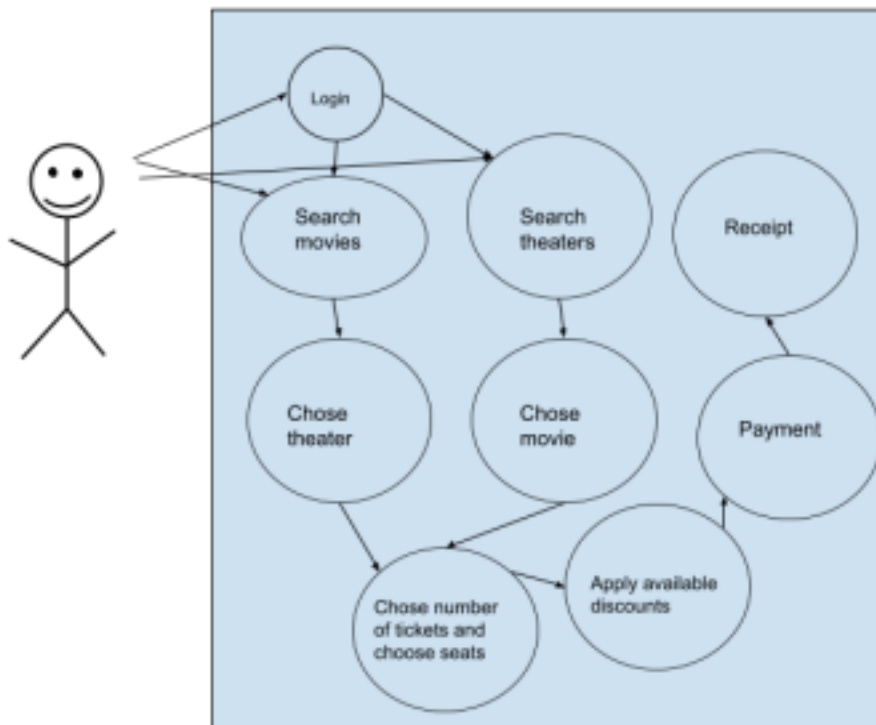 Login
Search
movies
Search
theaters
Receipt
Chose
theater
Chose
movie
Payment
Chose number
of tickets and
choose seats
Apply available
discounts